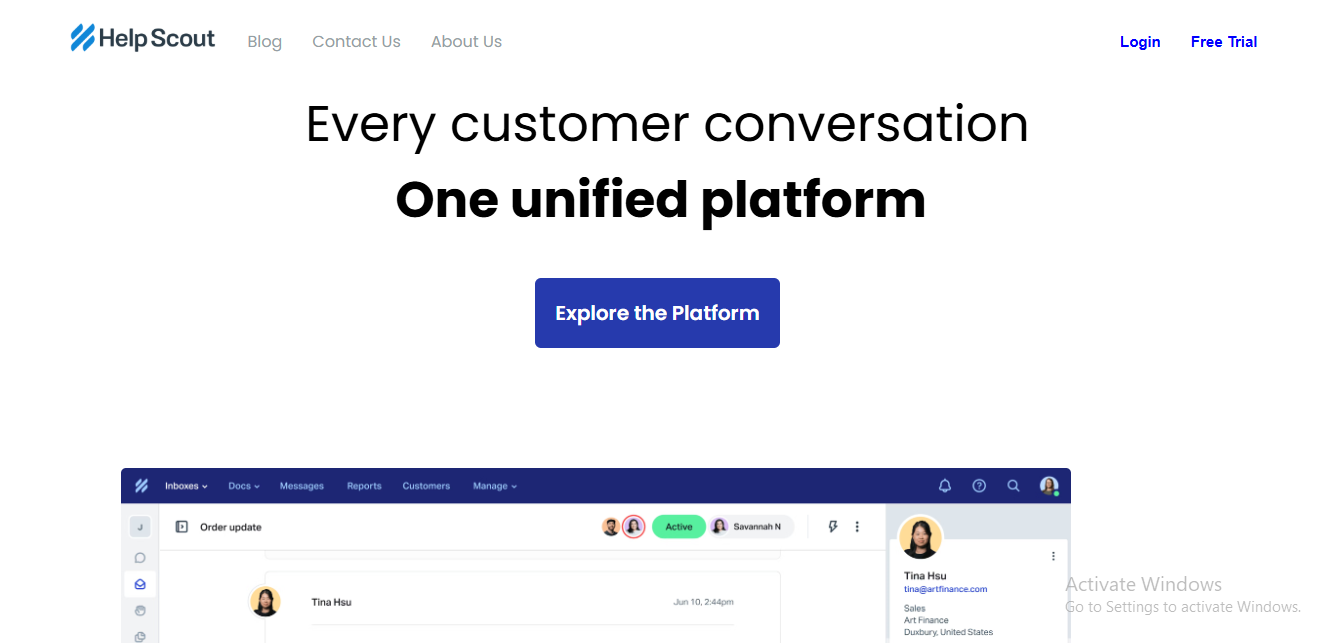 Help Scout Blog Contact Us About Us Login Free Trial
Every customer conversation
One unified platform
Explore the Platform
Inboxes Docs Messages Reports Customers Manage
J Order update Active Savannah N
Tina Hsu
tina@artfinance.com
Tina Hsu Jun 10, 2:44pm
Sales
Art Finance
Duxbury, United States
Activate Windows
Go to Settings to activate Windows.